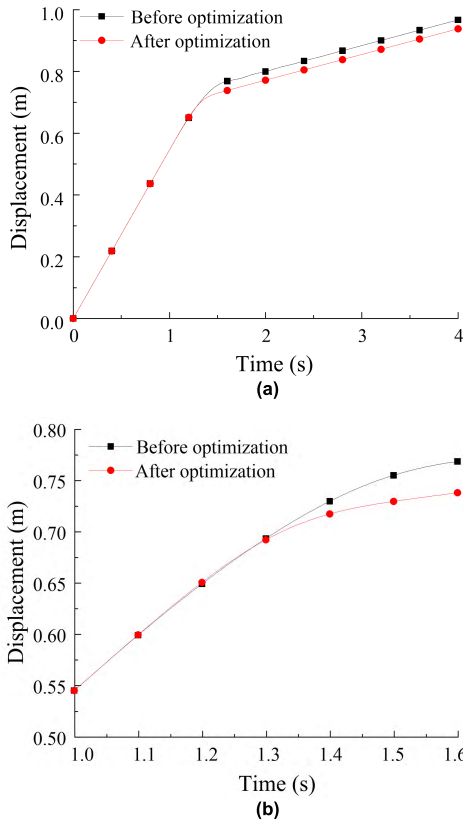 1.0
0.8
0.6
0.4
0.2
0.0
Displacement (m)
Before optimization
After optimization
0 1 2 3 4
Time (s)
(a)
0.80
0.75
0.70
0.65
0.60
0.55
0.50
Displacement (m)
Before optimization
After optimization
1.0 1.1 1.2 1.3 1.4 1.5 1.6
Time (s)
(b)